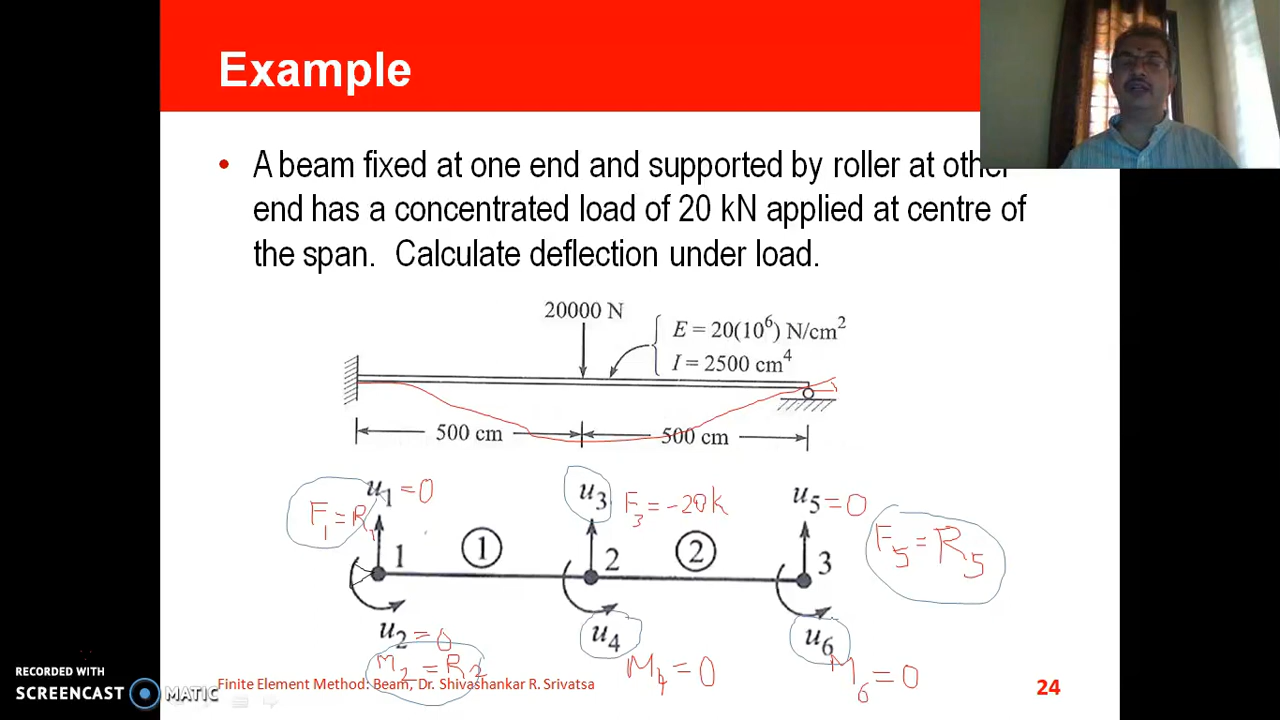 Example
• A beam fixed at one end and supported by roller at other
end has a concentrated load of 20 kN applied at centre of
the span. Calculate deflection under load.
20000 N
E = 20(10⁶) N/cm²
I = 2500 cm⁴
500 cm 500 cm
u₁ = 0 u₃ F₃ = -20k u₅ = 0
F₁ = R₁ F₅ = R₅
1 ① 2 ② 3
u₂ = 0 u₄ u₆
M₂ = R₂ M₄ = 0 M₆ = 0
RECORDED WITH
SCREENCAST MATIC
Finite Element Method: Beam, Dr. Shivashankar R. Srivatsa
24